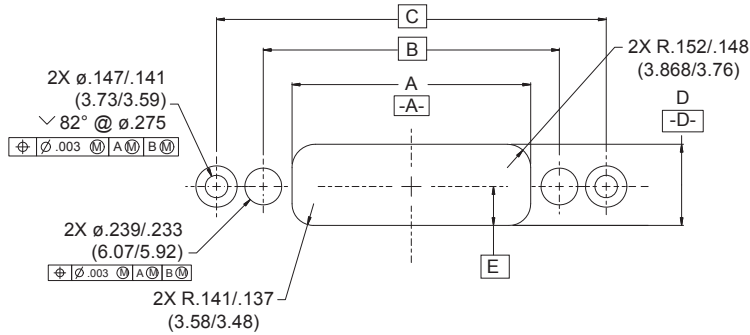 C
B
A
-A-
2X R.152/.148
(3.868/3.76)
D
-D-
2X ø.147/.141
(3.73/3.59)
⌵ 82° @ ø.275
⌖ Ø .003 Ⓜ A Ⓜ B Ⓜ
2X ø.239/.233
(6.07/5.92)
⌖ Ø .003 Ⓜ A Ⓜ B Ⓜ
E
2X R.141/.137
(3.58/3.48)